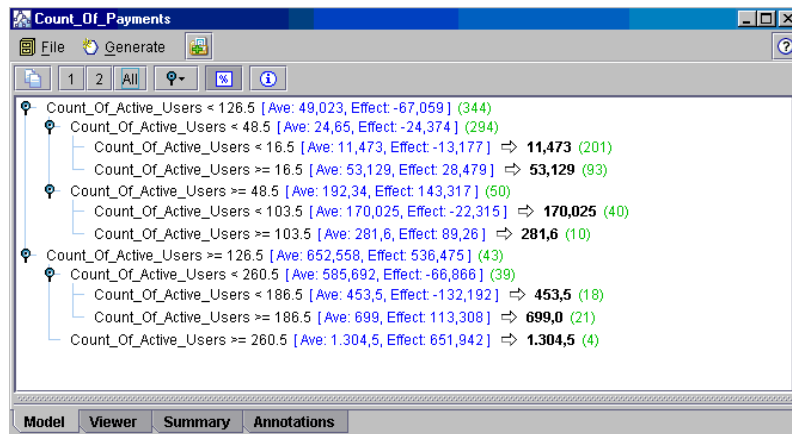 Count_Of_Payments
File Generate
1 2 All %
Count_Of_Active_Users < 126.5 [ Ave: 49,023, Effect: -67,059 ] (344)
Count_Of_Active_Users < 48.5 [ Ave: 24,65, Effect: -24,374 ] (294)
Count_Of_Active_Users < 16.5 [ Ave: 11,473, Effect: -13,177 ] ⇨ 11,473 (201)
Count_Of_Active_Users >= 16.5 [ Ave: 53,129, Effect: 28,479 ] ⇨ 53,129 (93)
Count_Of_Active_Users >= 48.5 [ Ave: 192,34, Effect: 143,317 ] (50)
Count_Of_Active_Users < 103.5 [ Ave: 170,025, Effect: -22,315 ] ⇨ 170,025 (40)
Count_Of_Active_Users >= 103.5 [ Ave: 281,6, Effect: 89,26 ] ⇨ 281,6 (10)
Count_Of_Active_Users >= 126.5 [ Ave: 652,558, Effect: 536,475 ] (43)
Count_Of_Active_Users < 260.5 [ Ave: 585,692, Effect: -66,866 ] (39)
Count_Of_Active_Users < 186.5 [ Ave: 453,5, Effect: -132,192 ] ⇨ 453,5 (18)
Count_Of_Active_Users >= 186.5 [ Ave: 699, Effect: 113,308 ] ⇨ 699,0 (21)
Count_Of_Active_Users >= 260.5 [ Ave: 1.304,5, Effect: 651,942 ] ⇨ 1.304,5 (4)
Model Viewer Summary Annotations